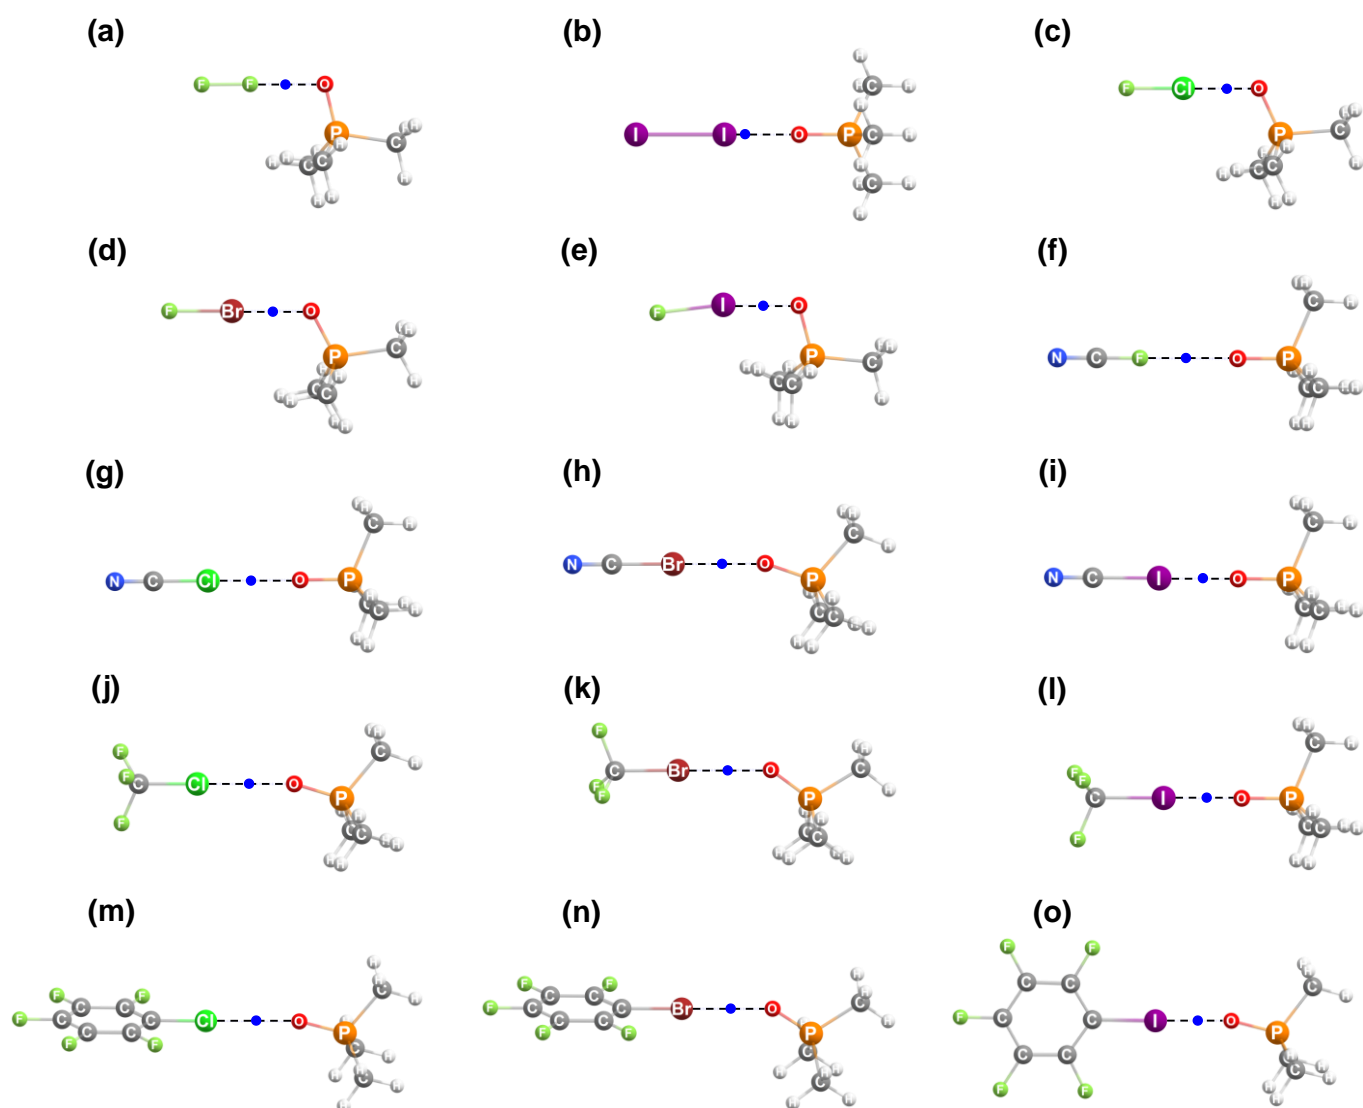 (a)
(b)
(c)
F F O P C C C H H H H H H H
I I O P C C C H H H H H H H
F Cl O P C C C H H H H H H
(d)
(e)
(f)
F Br O P C C C H H H H H H
F I O P C C C H H H H H H
N C F O P C C H H H H H
(g)
(h)
(i)
N C Cl O P C C H H H H H
N C Br O P C C C H H H H H
N C I O P C C H H H H H
(j)
(k)
(l)
F F F C Cl O P C C C H H H H
F F F C Br O P C C C H H H H
F F F C I O P C C H H H H
(m)
(n)
(o)
F F F F F C C C C C C Cl O P C C C H H H H H H
F F F F F C C C C C C Br O P C C C H H H H H
F F F F F C C C C C C I O P C C H H H H